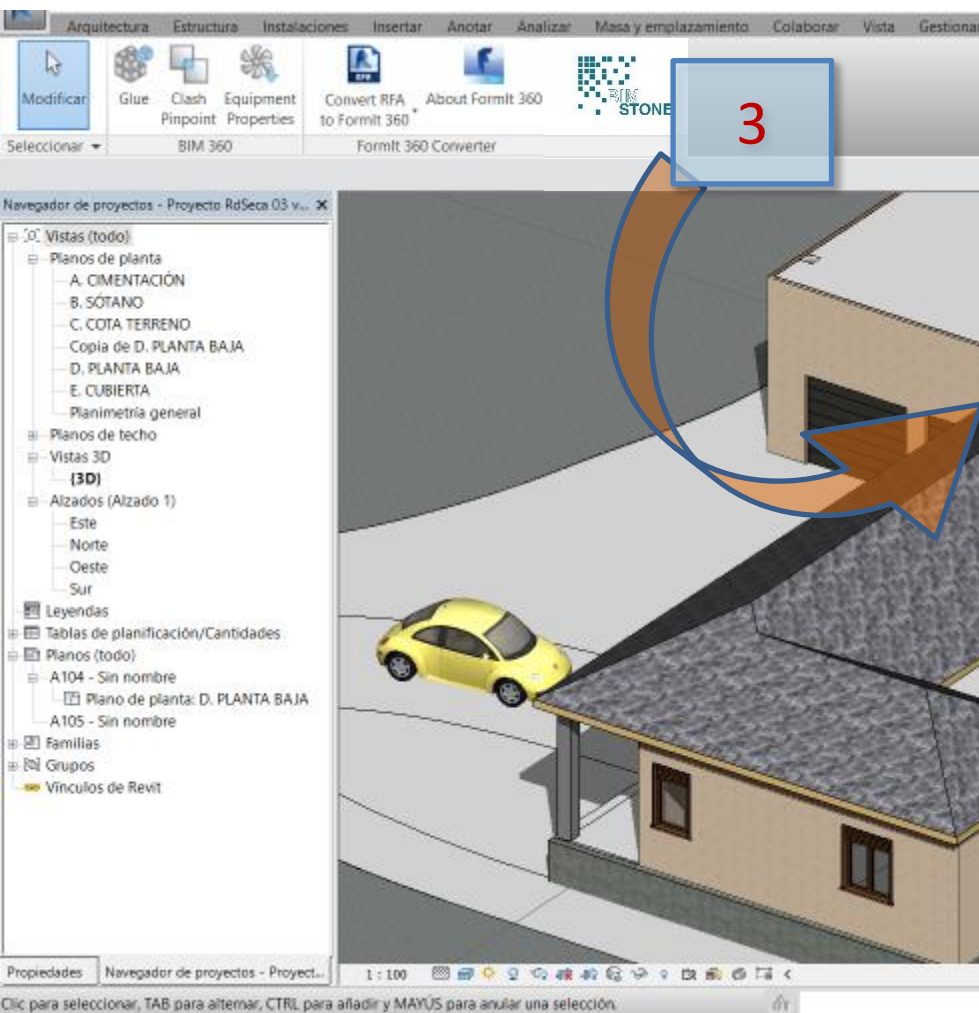 Arquitectura Estructura Instalaciones Insertar Anotar Analizar Masa y emplazamiento Colaborar Vista Gestionar
Modificar
Glue
Clash Pinpoint
Equipment Properties
Convert RFA to FormIt 360
About FormIt 360
BIM
STONE
3
Seleccionar
BIM 360
FormIt 360 Converter
Navegador de proyectos - Proyecto RdSeca 03 v...
Vistas (todo)
Planos de planta
A. CIMENTACIÓN
B. SÓTANO
C. COTA TERRENO
Copia de D. PLANTA BAJA
D. PLANTA BAJA
E. CUBIERTA
Planimetría general
Planos de techo
Vistas 3D
{3D}
Alzados (Alzado 1)
Este
Norte
Oeste
Sur
Leyendas
Tablas de planificación/Cantidades
Planos (todo)
A104 - Sin nombre
Plano de planta: D. PLANTA BAJA
A105 - Sin nombre
Familias
Grupos
Vínculos de Revit
Propiedades
Navegador de proyectos - Proyect...
1 : 100
Clic para seleccionar, TAB para alternar, CTRL para añadir y MAYÚS para anular una selección.